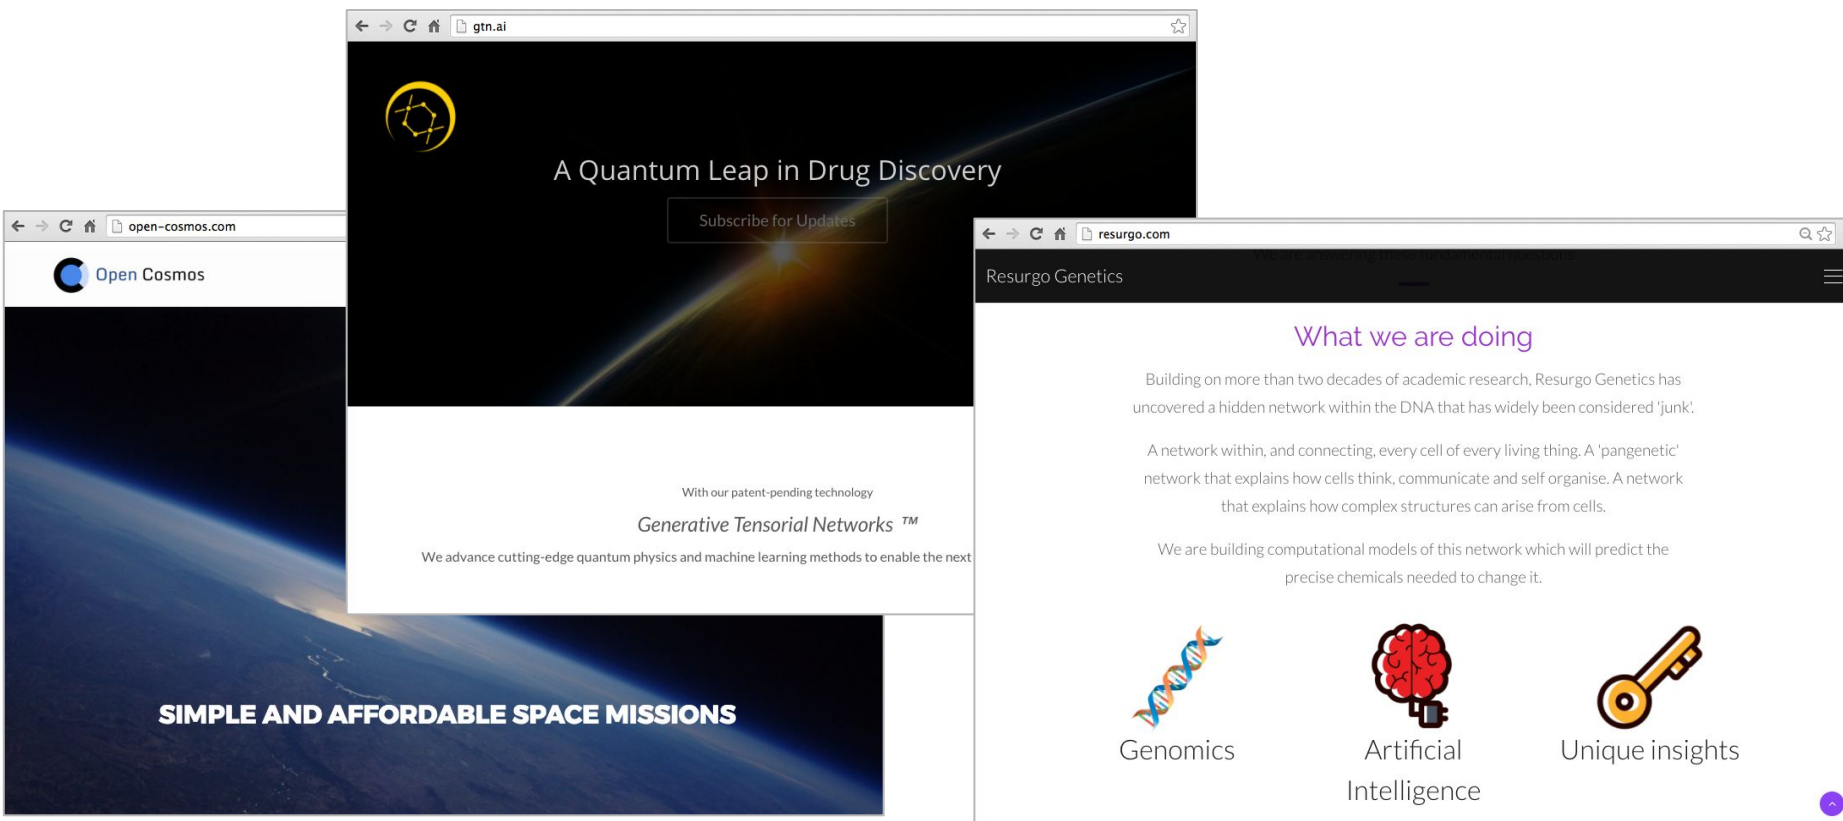 gtn.ai
A Quantum Leap in Drug Discovery
Subscribe for Updates
With our patent-pending technology
Generative Tensorial Networks ™
We advance cutting-edge quantum physics and machine learning methods to enable the next
open-cosmos.com
Open Cosmos
SIMPLE AND AFFORDABLE SPACE MISSIONS
resurgo.com
We are answering these fundamental questions
Resurgo Genetics
What we are doing
Building on more than two decades of academic research, Resurgo Genetics has
uncovered a hidden network within the DNA that has widely been considered 'junk'.
A network within, and connecting, every cell of every living thing. A 'pangenetic'
network that explains how cells think, communicate and self organise. A network
that explains how complex structures can arise from cells.
We are building computational models of this network which will predict the
precise chemicals needed to change it.
Genomics
Artificial
Intelligence
Unique insights